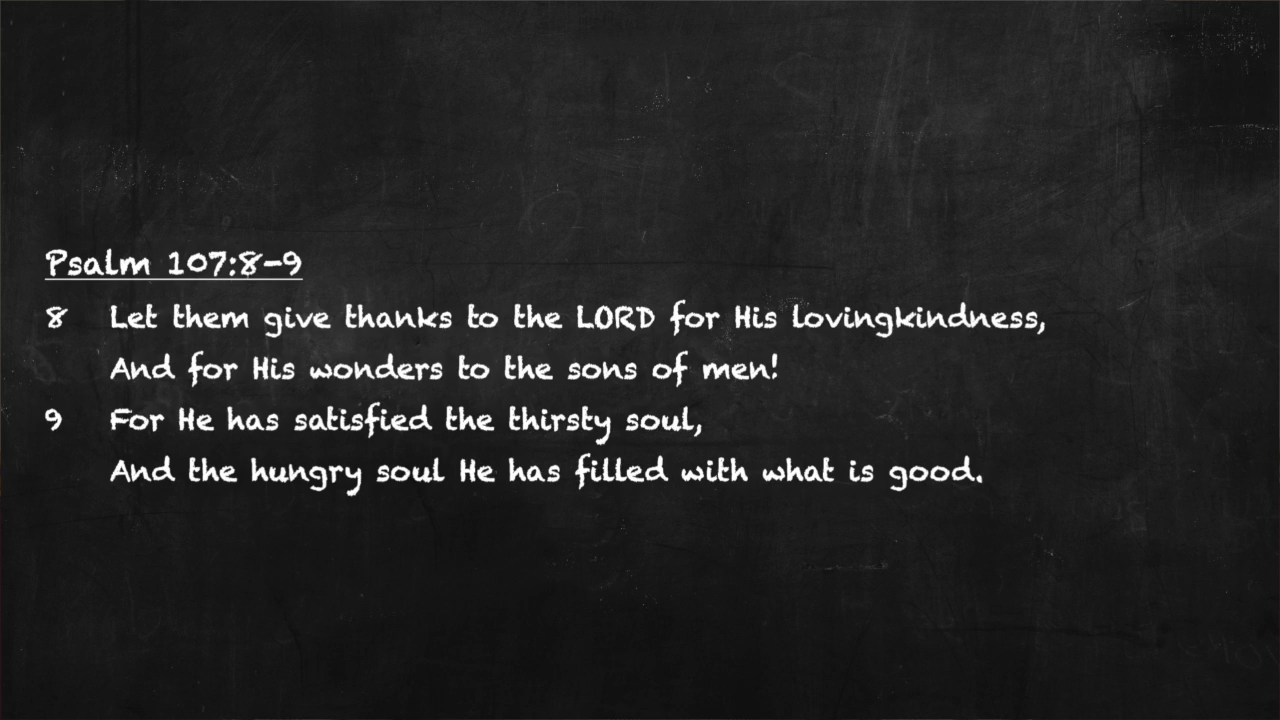 Psalm 107:8–9
8 Let them give thanks to the LORD for His lovingkindness,
And for His wonders to the sons of men!
9 For He has satisfied the thirsty soul,
And the hungry soul He has filled with what is good.